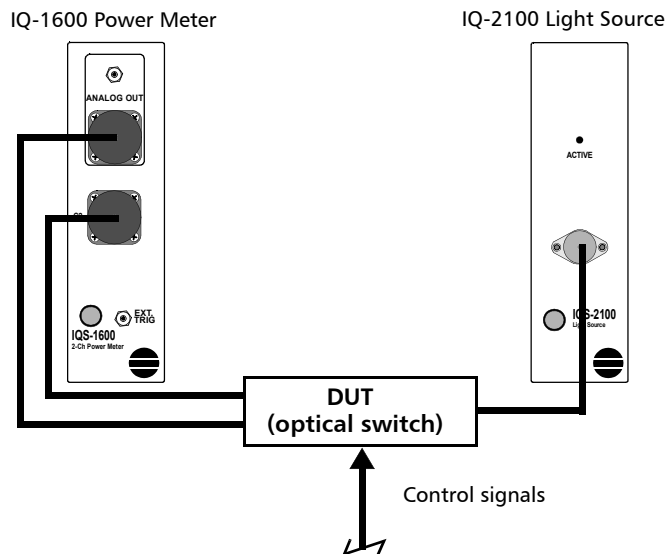 IQ-1600 Power Meter
IQ-2100 Light Source
ANALOG OUT
ACTIVE
EXT.
TRIG
IQS-1600
2-Ch Power Meter
IQS-2100
Light Source
DUT
(optical switch)
Control signals